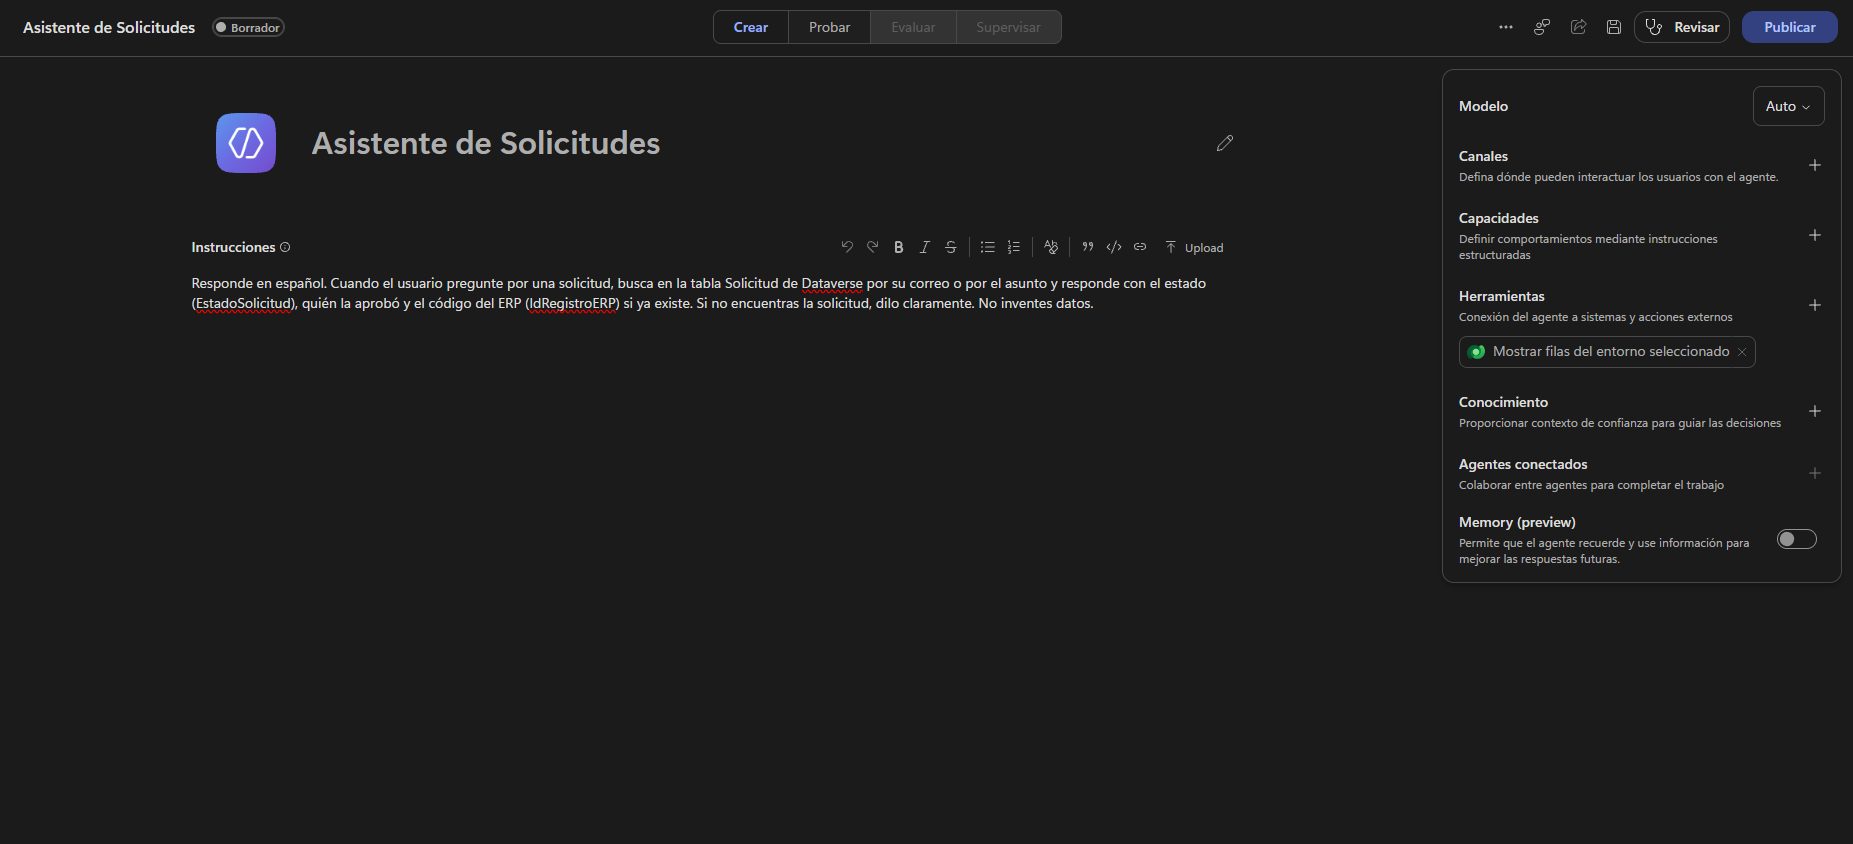 Asistente de Solicitudes
Borrador
Crear
Probar
Evaluar
Supervisar
Revisar
Publicar
Asistente de Solicitudes
Instrucciones
Upload
Responde en español. Cuando el usuario pregunte por una solicitud, busca en la tabla Solicitud de Dataverse por su correo o por el asunto y responde con el estado
(EstadoSolicitud), quién la aprobó y el código del ERP (IdRegistroERP) si ya existe. Si no encuentras la solicitud, dilo claramente. No inventes datos.
Modelo
Auto
Canales
Defina dónde pueden interactuar los usuarios con el agente.
Capacidades
Definir comportamientos mediante instrucciones
estructuradas
Herramientas
Conexión del agente a sistemas y acciones externos
Mostrar filas del entorno seleccionado
Conocimiento
Proporcionar contexto de confianza para guiar las decisiones
Agentes conectados
Colaborar entre agentes para completar el trabajo
Memory (preview)
Permite que el agente recuerde y use información para
mejorar las respuestas futuras.